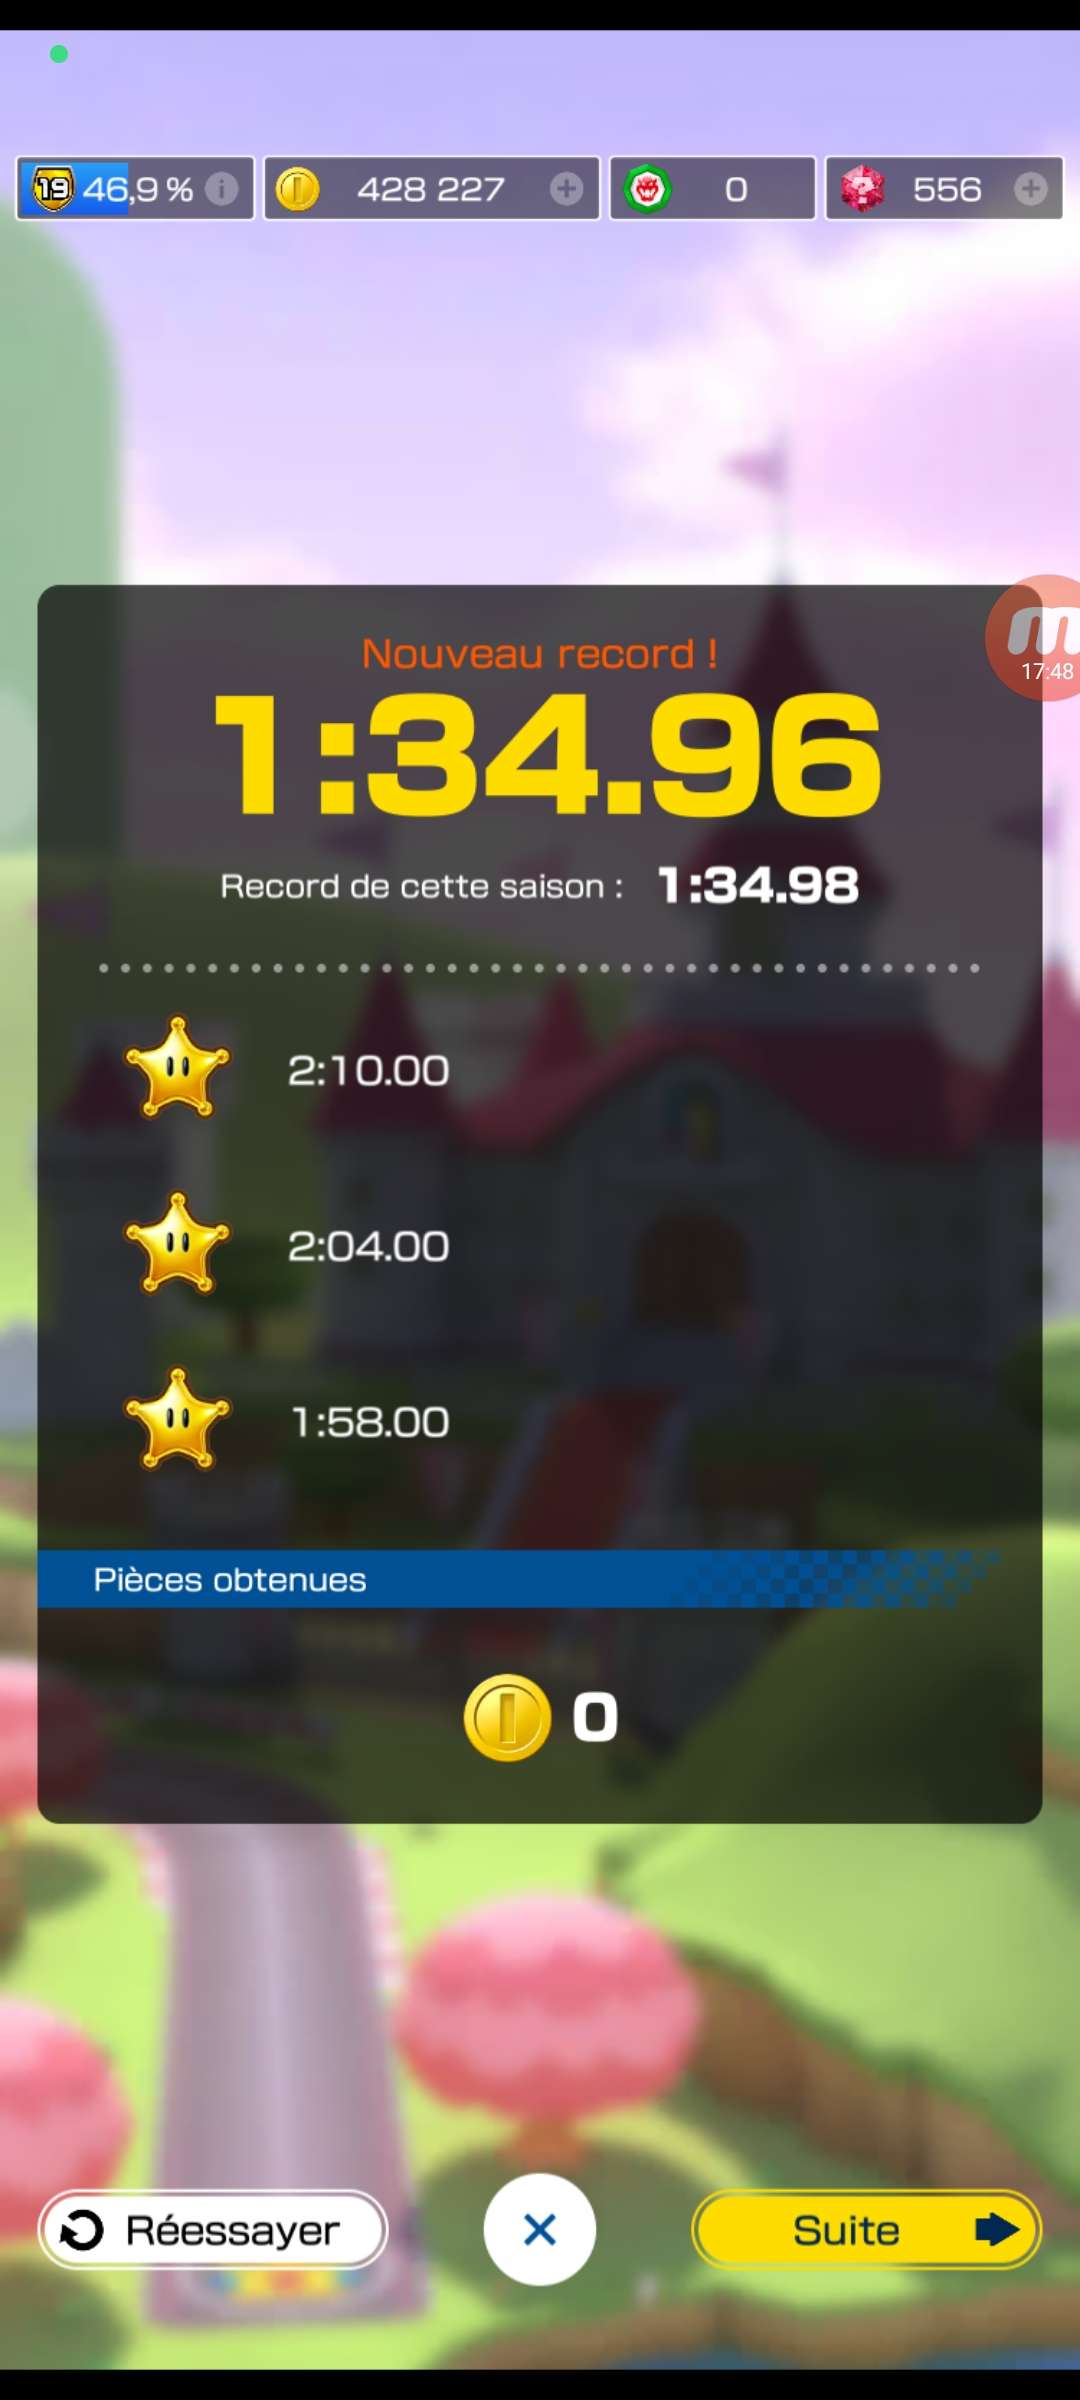 19 46,9 % i 428 227 + 0 556 +
Nouveau record !
1:34.96
17:48
Record de cette saison : 1:34.98
2:10.00
2:04.00
1:58.00
Pièces obtenues
0
Réessayer × Suite